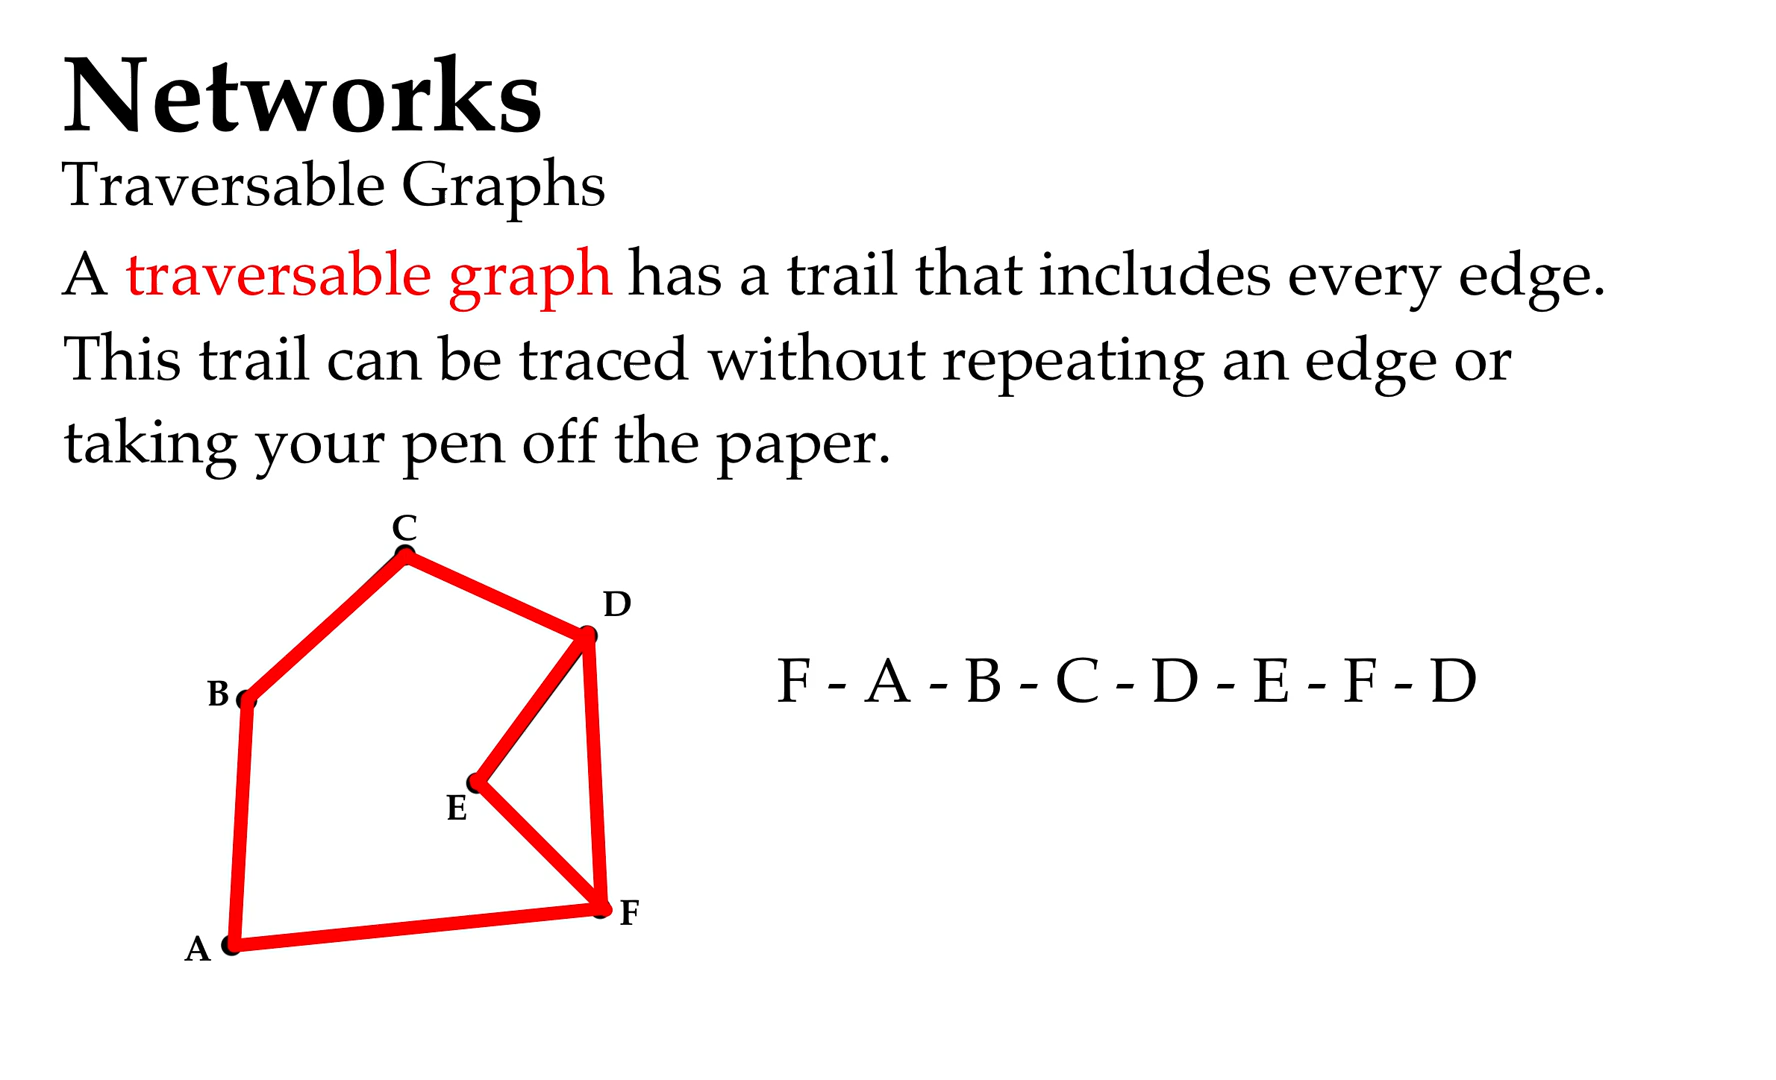 Networks
Traversable Graphs
A traversable graph has a trail that includes every edge.
This trail can be traced without repeating an edge or
taking your pen off the paper.
C
D
B
F - A - B - C - D - E - F - D
E
F
A